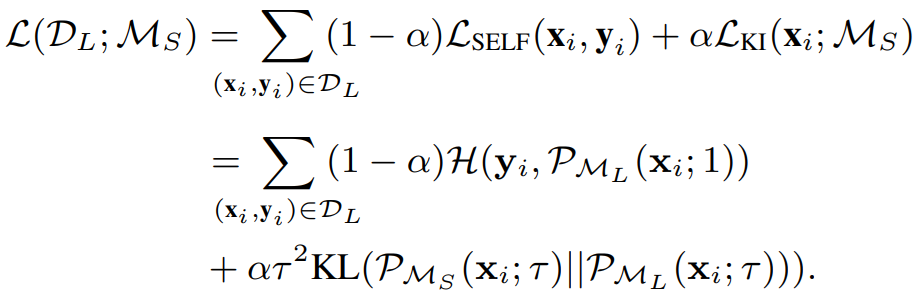 ℒ(𝒟_L; ℳ_S) = ∑_{(𝐱_i,𝐲_i)∈𝒟_L} (1 − α)ℒ_SELF(𝐱_i, 𝐲_i) + αℒ_KI(𝐱_i; ℳ_S)
= ∑_{(𝐱_i,𝐲_i)∈𝒟_L} (1 − α)ℋ(𝐲_i, 𝒫_{ℳ_L}(𝐱_i; 1))
+ ατ²KL(𝒫_{ℳ_S}(𝐱_i; τ)||𝒫_{ℳ_L}(𝐱_i; τ))).